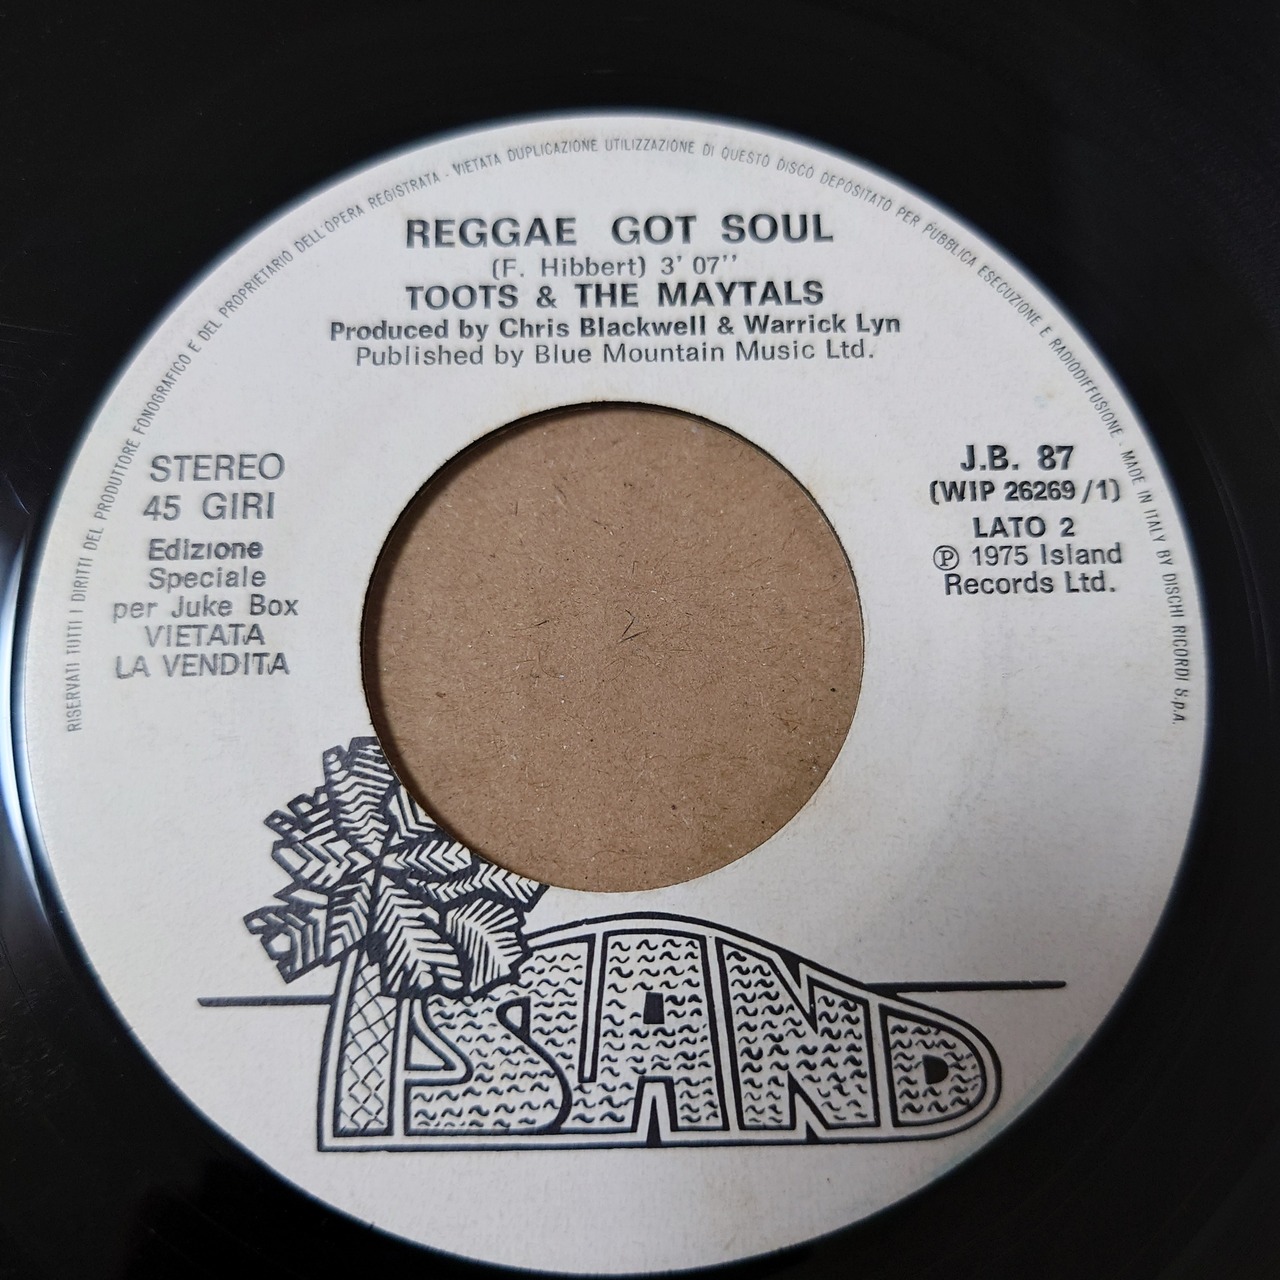 RISERVATI TUTTI I DIRITTI DEL PRODUTTORE FONOGRAFICO E DEL PROPRIETARIO DELL'OPERA REGISTRATA - VIETATA DUPLICAZIONE UTILIZZAZIONE DI QUESTO DISCO DEPOSITATO PER PUBBLICA ESECUZIONE E RADIODIFFUSIONE - MADE IN ITALY BY DISCHI RICORDI S.p.A.
REGGAE GOT SOUL
(F. Hibbert) 3' 07''
TOOTS & THE MAYTALS
Produced by Chris Blackwell & Warrick Lyn
Published by Blue Mountain Music Ltd.
STEREO
45 GIRI
Edizione
Speciale
per Juke Box
VIETATA
LA VENDITA
J.B. 87
(WIP 26269/1)
LATO 2
℗ 1975 Island
Records Ltd.
ISLAND